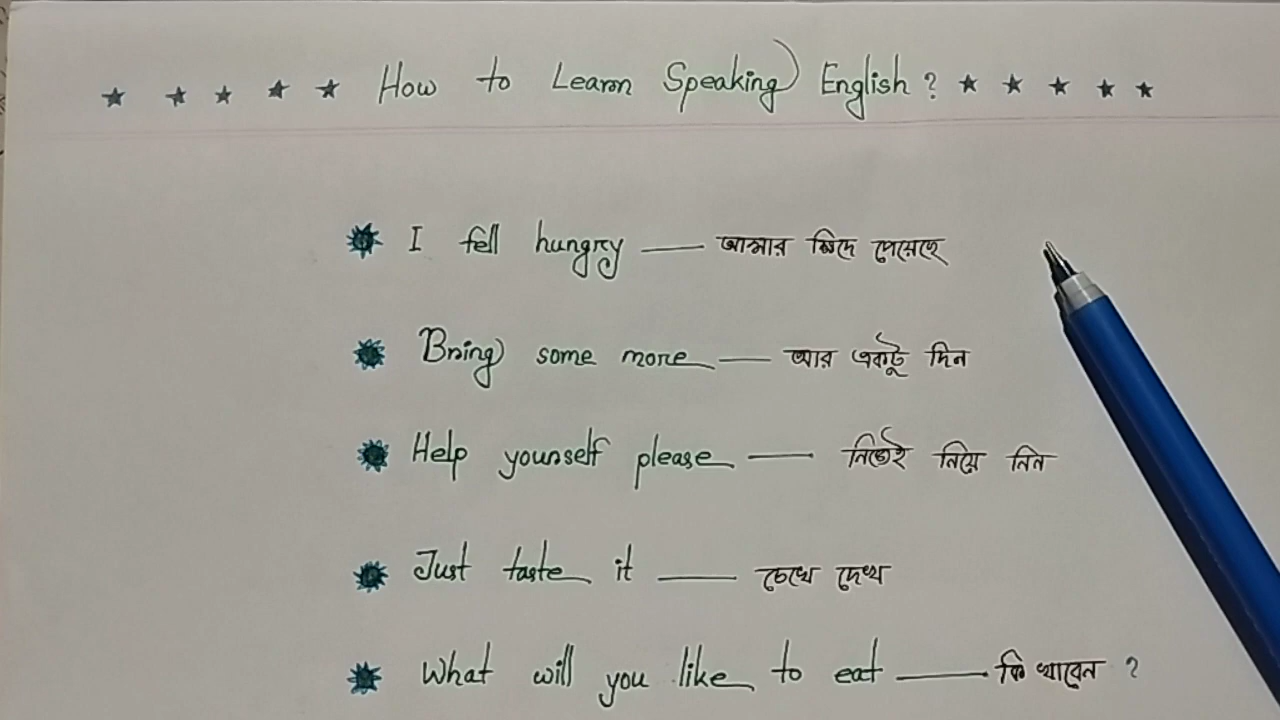 How to Learn Speaking English ?
I fell hungry — আমার খিদে পেয়েছে
Bring some more — আর একটু দিন
Help yourself please — নিজেই নিয়ে নিন
Just taste it — চেখে দেখ
What will you like to eat — কি খাবেন ?